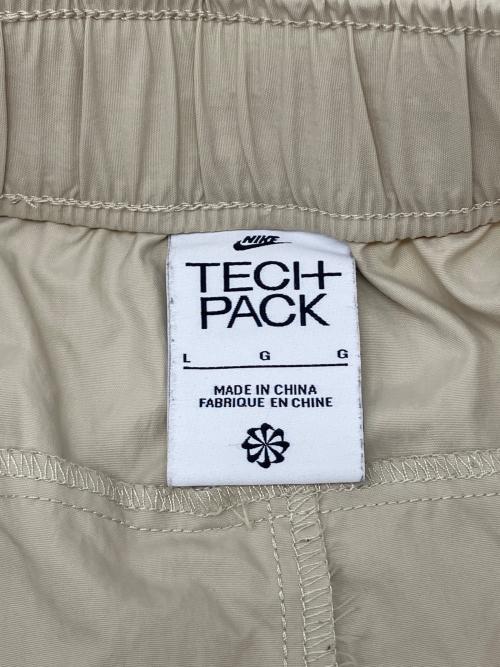 NIKE
TECH
PACK
L G G
MADE IN CHINA
FABRIQUE EN CHINE